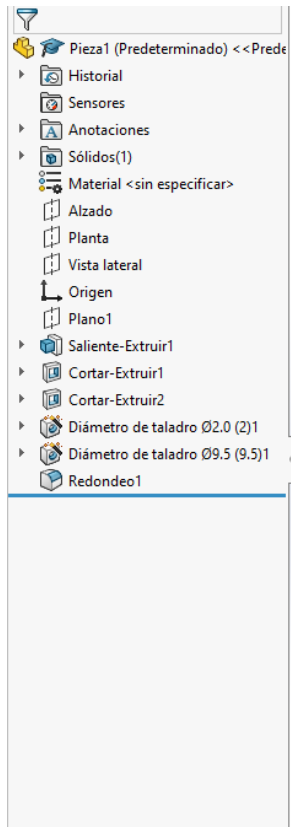 Pieza1 (Predeterminado) <<Prede
Historial
Sensores
Anotaciones
Sólidos(1)
Material <sin especificar>
Alzado
Planta
Vista lateral
Origen
Plano1
Saliente-Extruir1
Cortar-Extruir1
Cortar-Extruir2
Diámetro de taladro Ø2.0 (2)1
Diámetro de taladro Ø9.5 (9.5)1
Redondeo1